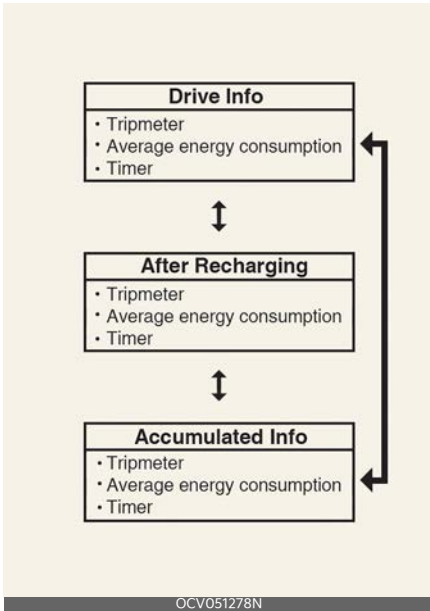 Drive Info
• Tripmeter
• Average energy consumption
• Timer
After Recharging
• Tripmeter
• Average energy consumption
• Timer
Accumulated Info
• Tripmeter
• Average energy consumption
• Timer
OCV051278N